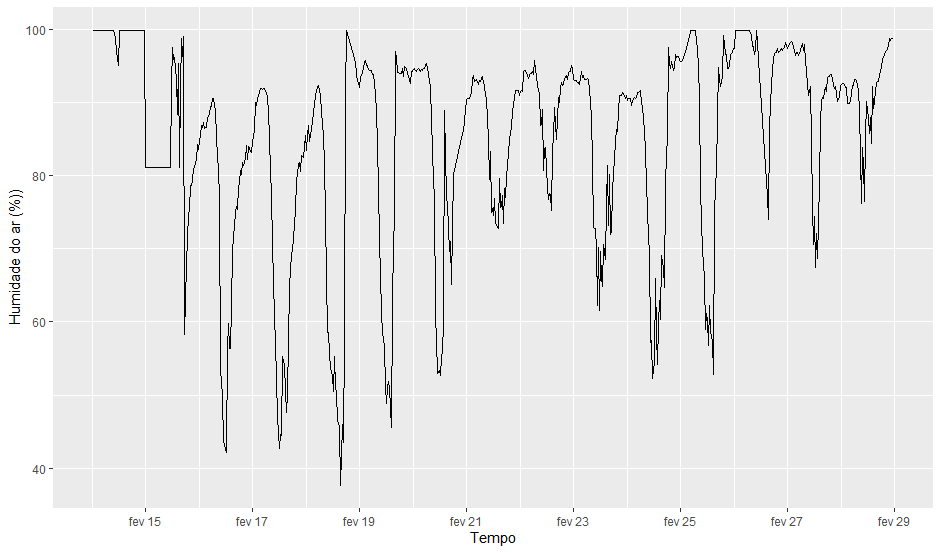 Humidade do ar (%))
100
80
60
40
fev 15
fev 17
fev 19
fev 21
fev 23
fev 25
fev 27
fev 29
Tempo